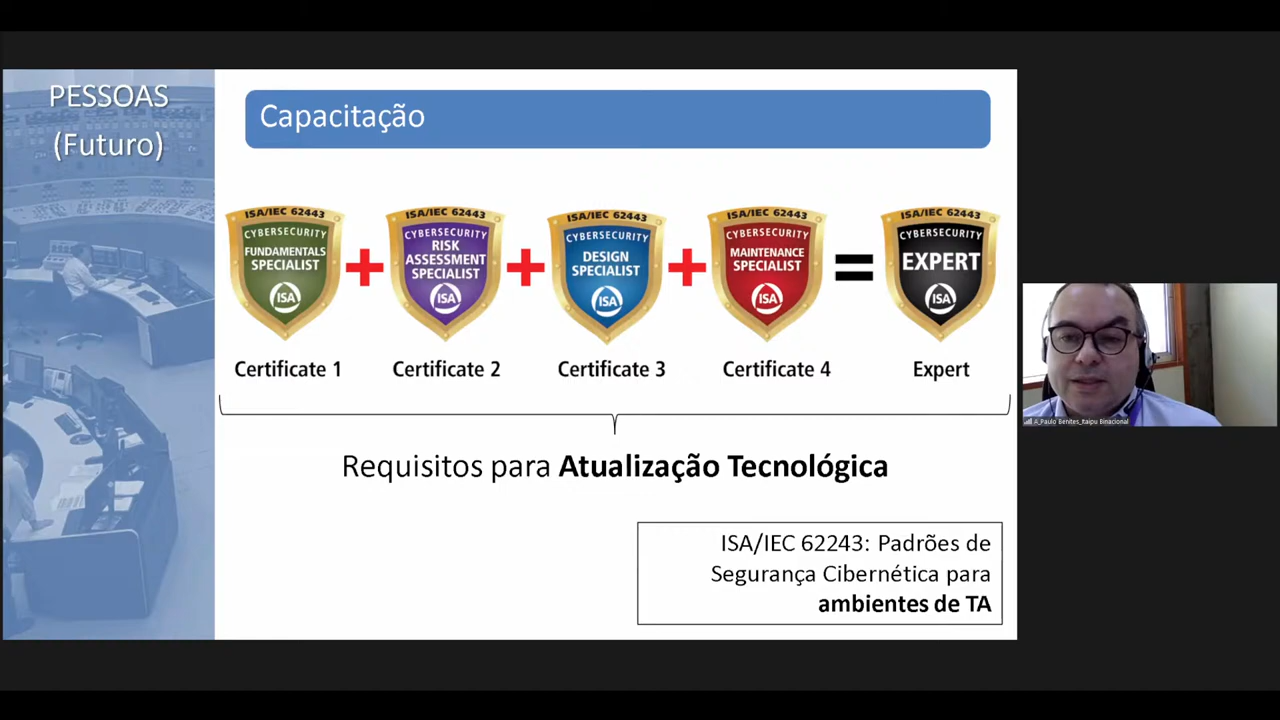 PESSOAS
(Futuro)
Capacitação
ISA/IEC 62443
CYBERSECURITY
FUNDAMENTALS
SPECIALIST
ISA
ISA/IEC 62443
CYBERSECURITY
RISK
ASSESSMENT
SPECIALIST
ISA
ISA/IEC 62443
CYBERSECURITY
DESIGN
SPECIALIST
ISA
ISA/IEC 62443
CYBERSECURITY
MAINTENANCE
SPECIALIST
ISA
ISA/IEC 62443
CYBERSECURITY
EXPERT
ISA
+ + + =
Certificate 1 Certificate 2 Certificate 3 Certificate 4 Expert
Requisitos para Atualização Tecnológica
ISA/IEC 62243: Padrões de
Segurança Cibernética para
ambientes de TA
A_Paulo Benites_Itaipu Binacional